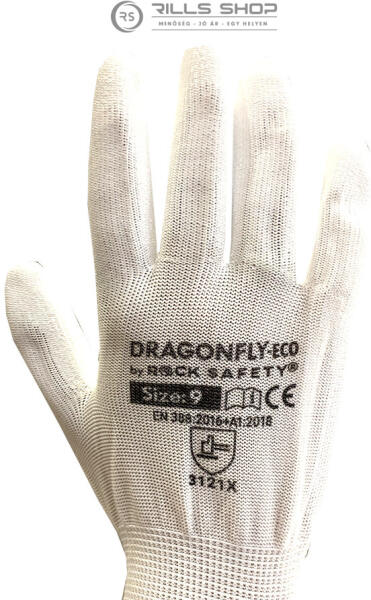 RS RILLS SHOP
MINŐSÉG - JÓ ÁR - EGY HELYEN
DRAGONFLY-ECO
by ROCK SAFETY®
Size: 9 CE
EN 388:2016+A1:2018
3121X